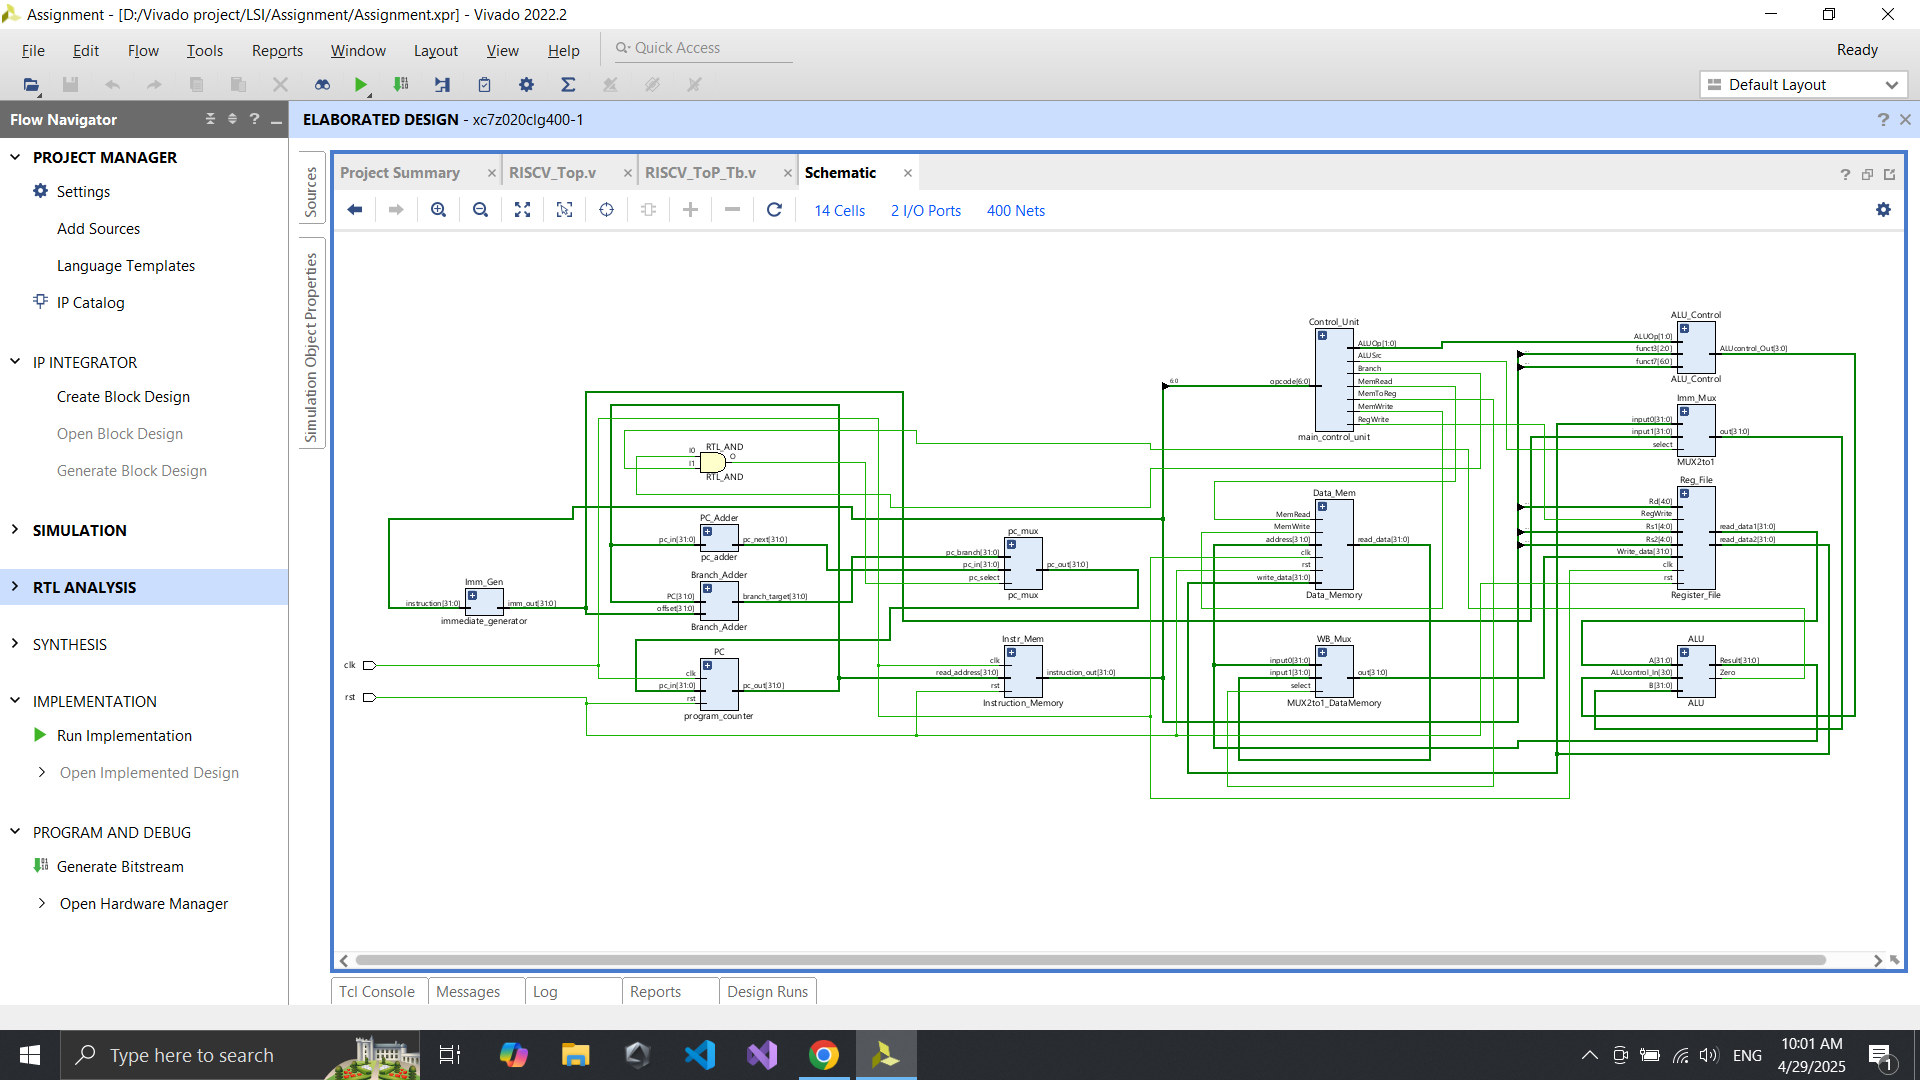 Assignment - [D:/Vivado project/LSI/Assignment/Assignment.xpr] - Vivado 2022.2
File Edit Flow Tools Reports Window Layout View Help Quick Access
Ready
Default Layout
Flow Navigator
PROJECT MANAGER
Settings
Add Sources
Language Templates
IP Catalog
IP INTEGRATOR
Create Block Design
Open Block Design
Generate Block Design
SIMULATION
RTL ANALYSIS
SYNTHESIS
IMPLEMENTATION
Run Implementation
Open Implemented Design
PROGRAM AND DEBUG
Generate Bitstream
Open Hardware Manager
ELABORATED DESIGN - xc7z020clg400-1
Sources
Simulation Object Properties
Project Summary
RISCV_Top.v
RISCV_ToP_Tb.v
Schematic
14 Cells 2 I/O Ports 400 Nets
clk
rst
Imm_Gen
instruction[31:0]
imm_out[31:0]
immediate_generator
RTL_AND
I0
I1
O
RTL_AND
PC_Adder
pc_in[31:0]
pc_next[31:0]
pc_adder
Branch_Adder
PC[31:0]
offset[31:0]
branch_target[31:0]
Branch_Adder
PC
clk
pc_in[31:0]
rst
pc_out[31:0]
program_counter
pc_mux
pc_branch[31:0]
pc_in[31:0]
pc_select
pc_out[31:0]
pc_mux
Instr_Mem
clk
read_address[31:0]
rst
instruction_out[31:0]
Instruction_Memory
6:0
Control_Unit
opcode[6:0]
ALUOp[1:0]
ALUSrc
Branch
MemRead
MemToReg
MemWrite
RegWrite
main_control_unit
Data_Mem
MemRead
MemWrite
address[31:0]
clk
rst
write_data[31:0]
read_data[31:0]
Data_Memory
WB_Mux
input0[31:0]
input1[31:0]
select
out[31:0]
MUX2to1_DataMemory
ALU_Control
ALUOp[1:0]
funct3[2:0]
funct7[6:0]
ALUcontrol_Out[3:0]
ALU_Control
Imm_Mux
input0[31:0]
input1[31:0]
select
out[31:0]
MUX2to1
Reg_File
Rd[4:0]
RegWrite
Rs1[4:0]
Rs2[4:0]
Write_data[31:0]
clk
rst
read_data1[31:0]
read_data2[31:0]
Register_File
ALU
A[31:0]
ALUcontrol_In[3:0]
B[31:0]
Result[31:0]
Zero
ALU
Tcl Console
Messages
Log
Reports
Design Runs
Type here to search
ENG
10:01 AM
4/29/2025
1